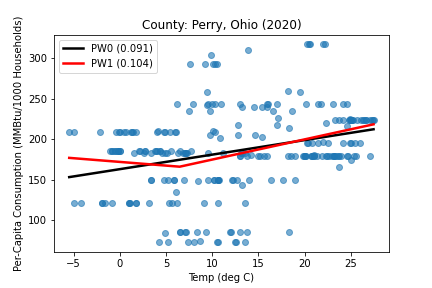 County: Perry, Ohio (2020)
PW0 (0.091)
PW1 (0.104)
Per-Capita Consumption (MMBtu/1000 Households)
300
250
200
150
100
−5 0 5 10 15 20 25
Temp (deg C)